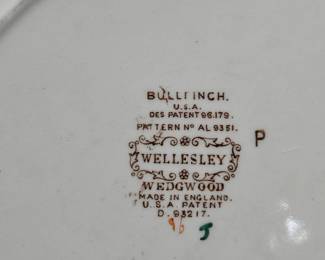 BULLFINCH.
U.S.A.
DES PATENT 96.179.
PATTERN Nº AL 9351.
P
WELLESLEY
WEDGWOOD
MADE IN ENGLAND.
U.S.A. PATENT
D. 93217.
J